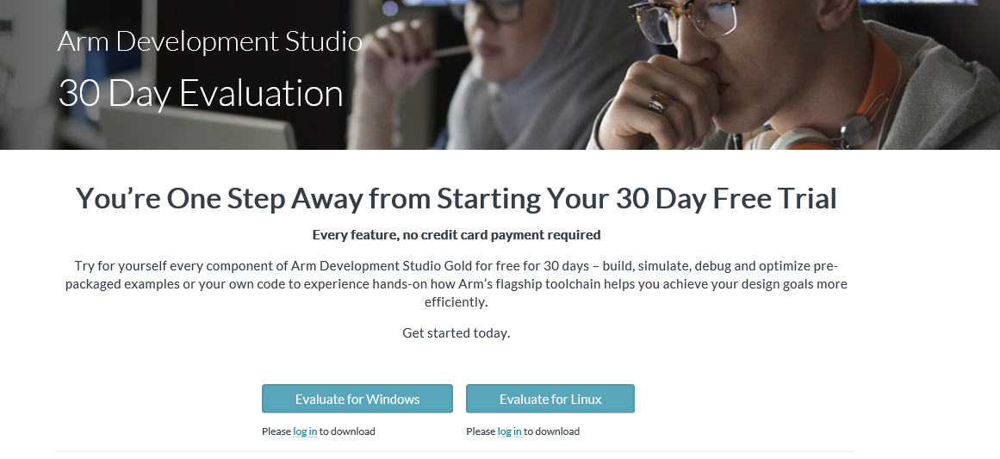 Arm Development Studio
30 Day Evaluation
You’re One Step Away from Starting Your 30 Day Free Trial
Every feature, no credit card payment required
Try for yourself every component of Arm Development Studio Gold for free for 30 days – build, simulate, debug and optimize pre-
packaged examples or your own code to experience hands-on how Arm’s flagship toolchain helps you achieve your design goals more
efficiently.
Get started today.
Evaluate for Windows
Evaluate for Linux
Please log in to download
Please log in to download